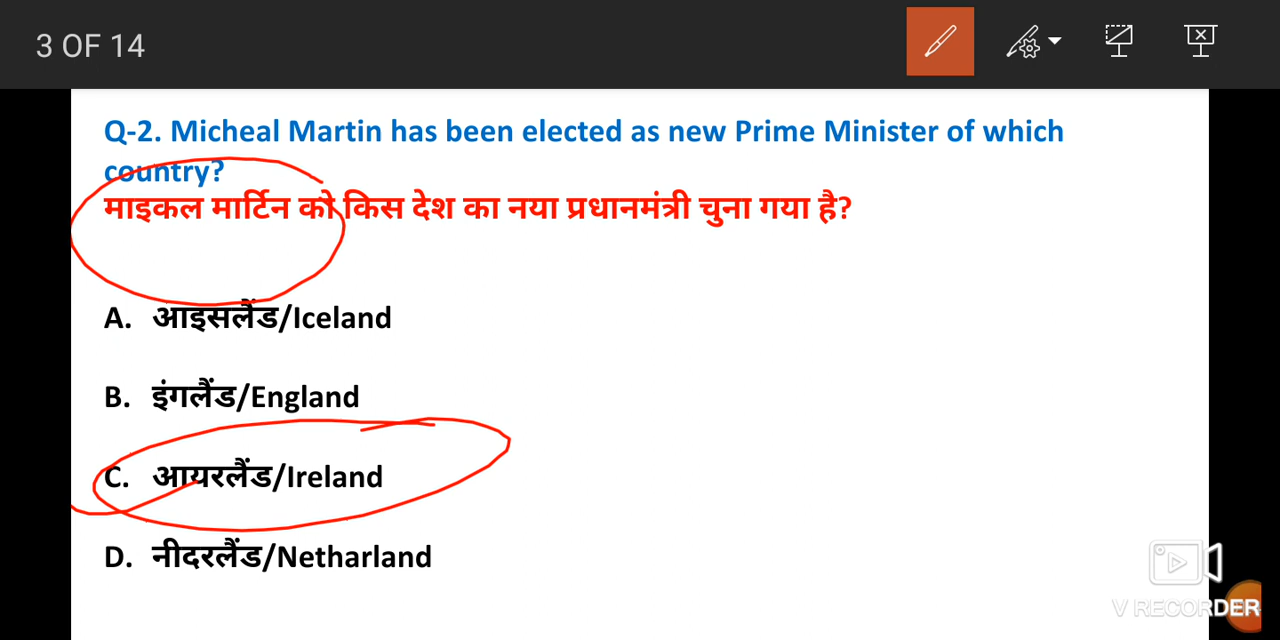 3 OF 14
Q-2. Micheal Martin has been elected as new Prime Minister of which
country?
माइकल मार्टिन को किस देश का नया प्रधानमंत्री चुना गया है?
A. आइसलैंड/Iceland
B. इंगलैंड/England
C. आयरलैंड/Ireland
D. नीदरलैंड/Netharland
V RECORDER